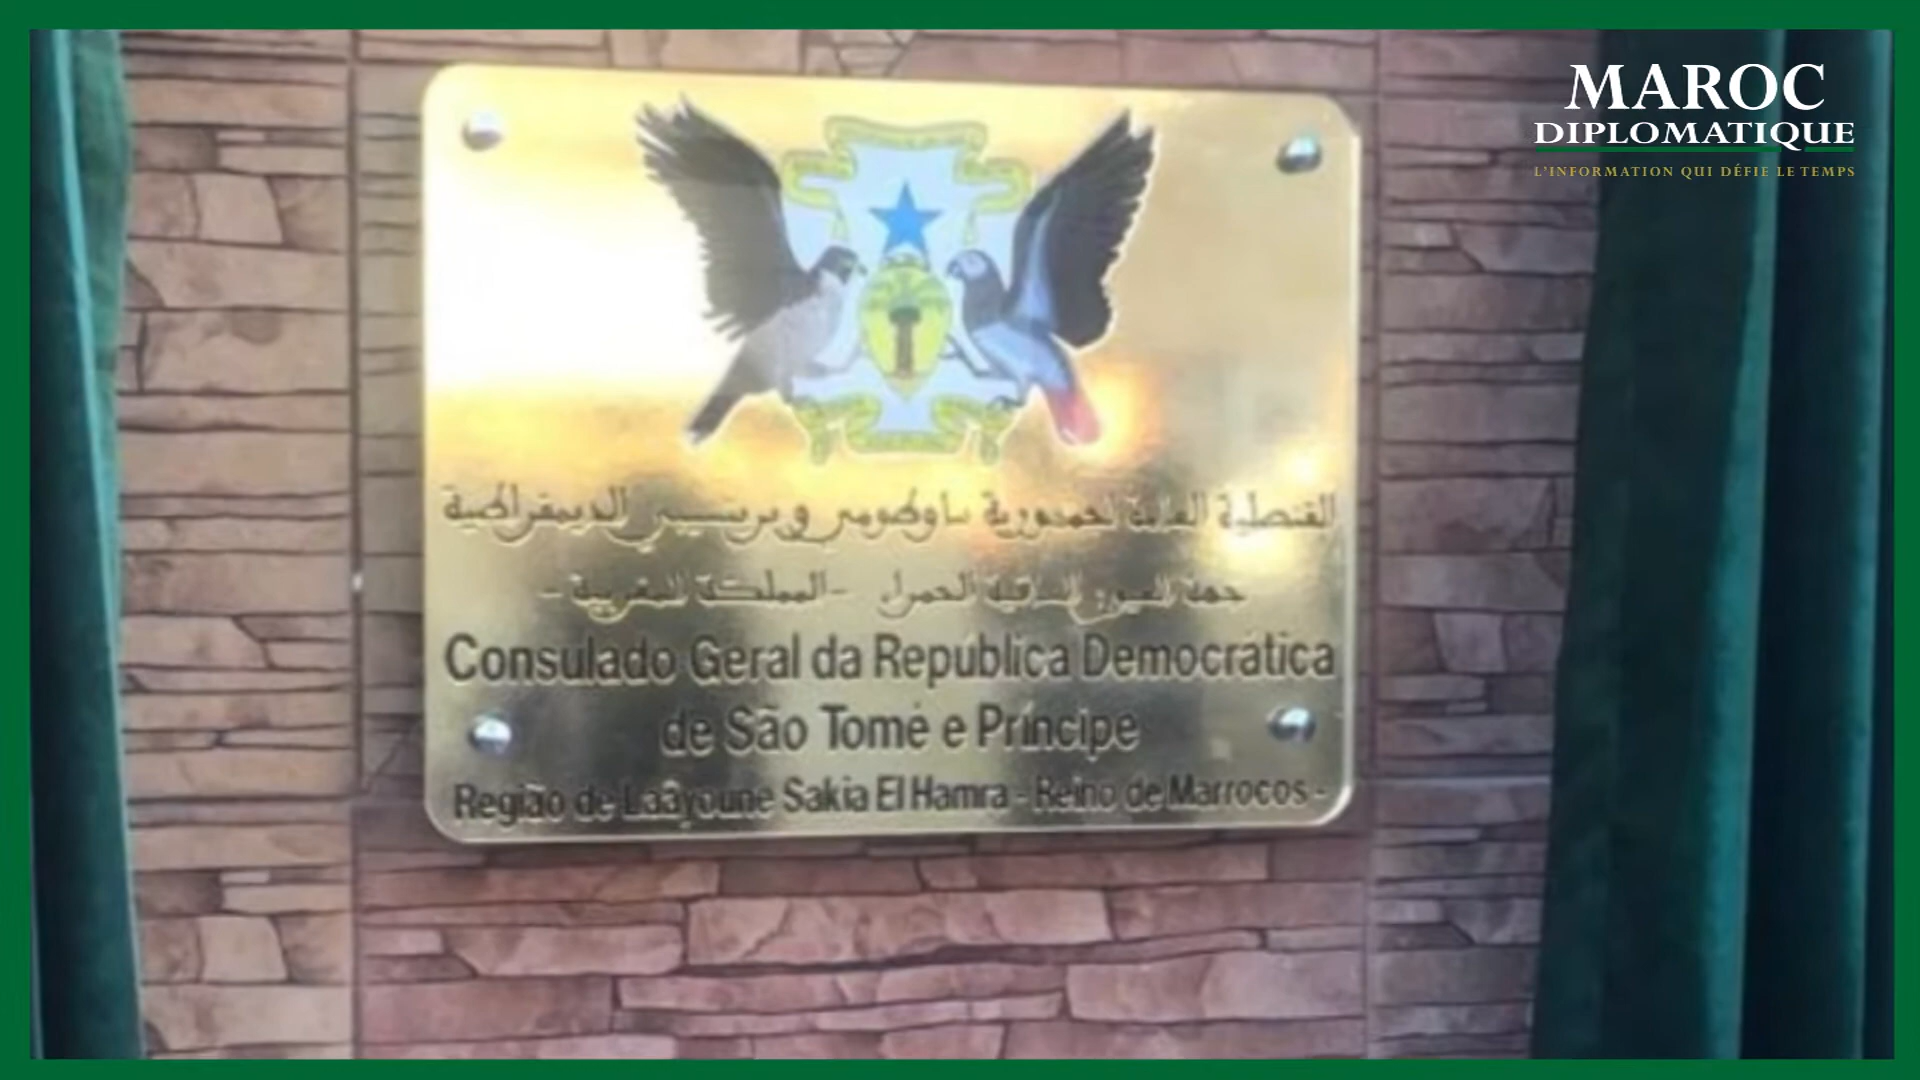 MAROC
DIPLOMATIQUE
L'INFORMATION QUI DÉFIE LE TEMPS
القنصلية العامة لجمهورية ساوطومي وبرينسيبي الديمقراطية
جهة العيون الساقية الحمراء - المملكة المغربية -
Consulado Geral da República Democrática
de São Tomé e Príncipe
Região de Laâyoune Sakia El Hamra - Reino de Marrocos -